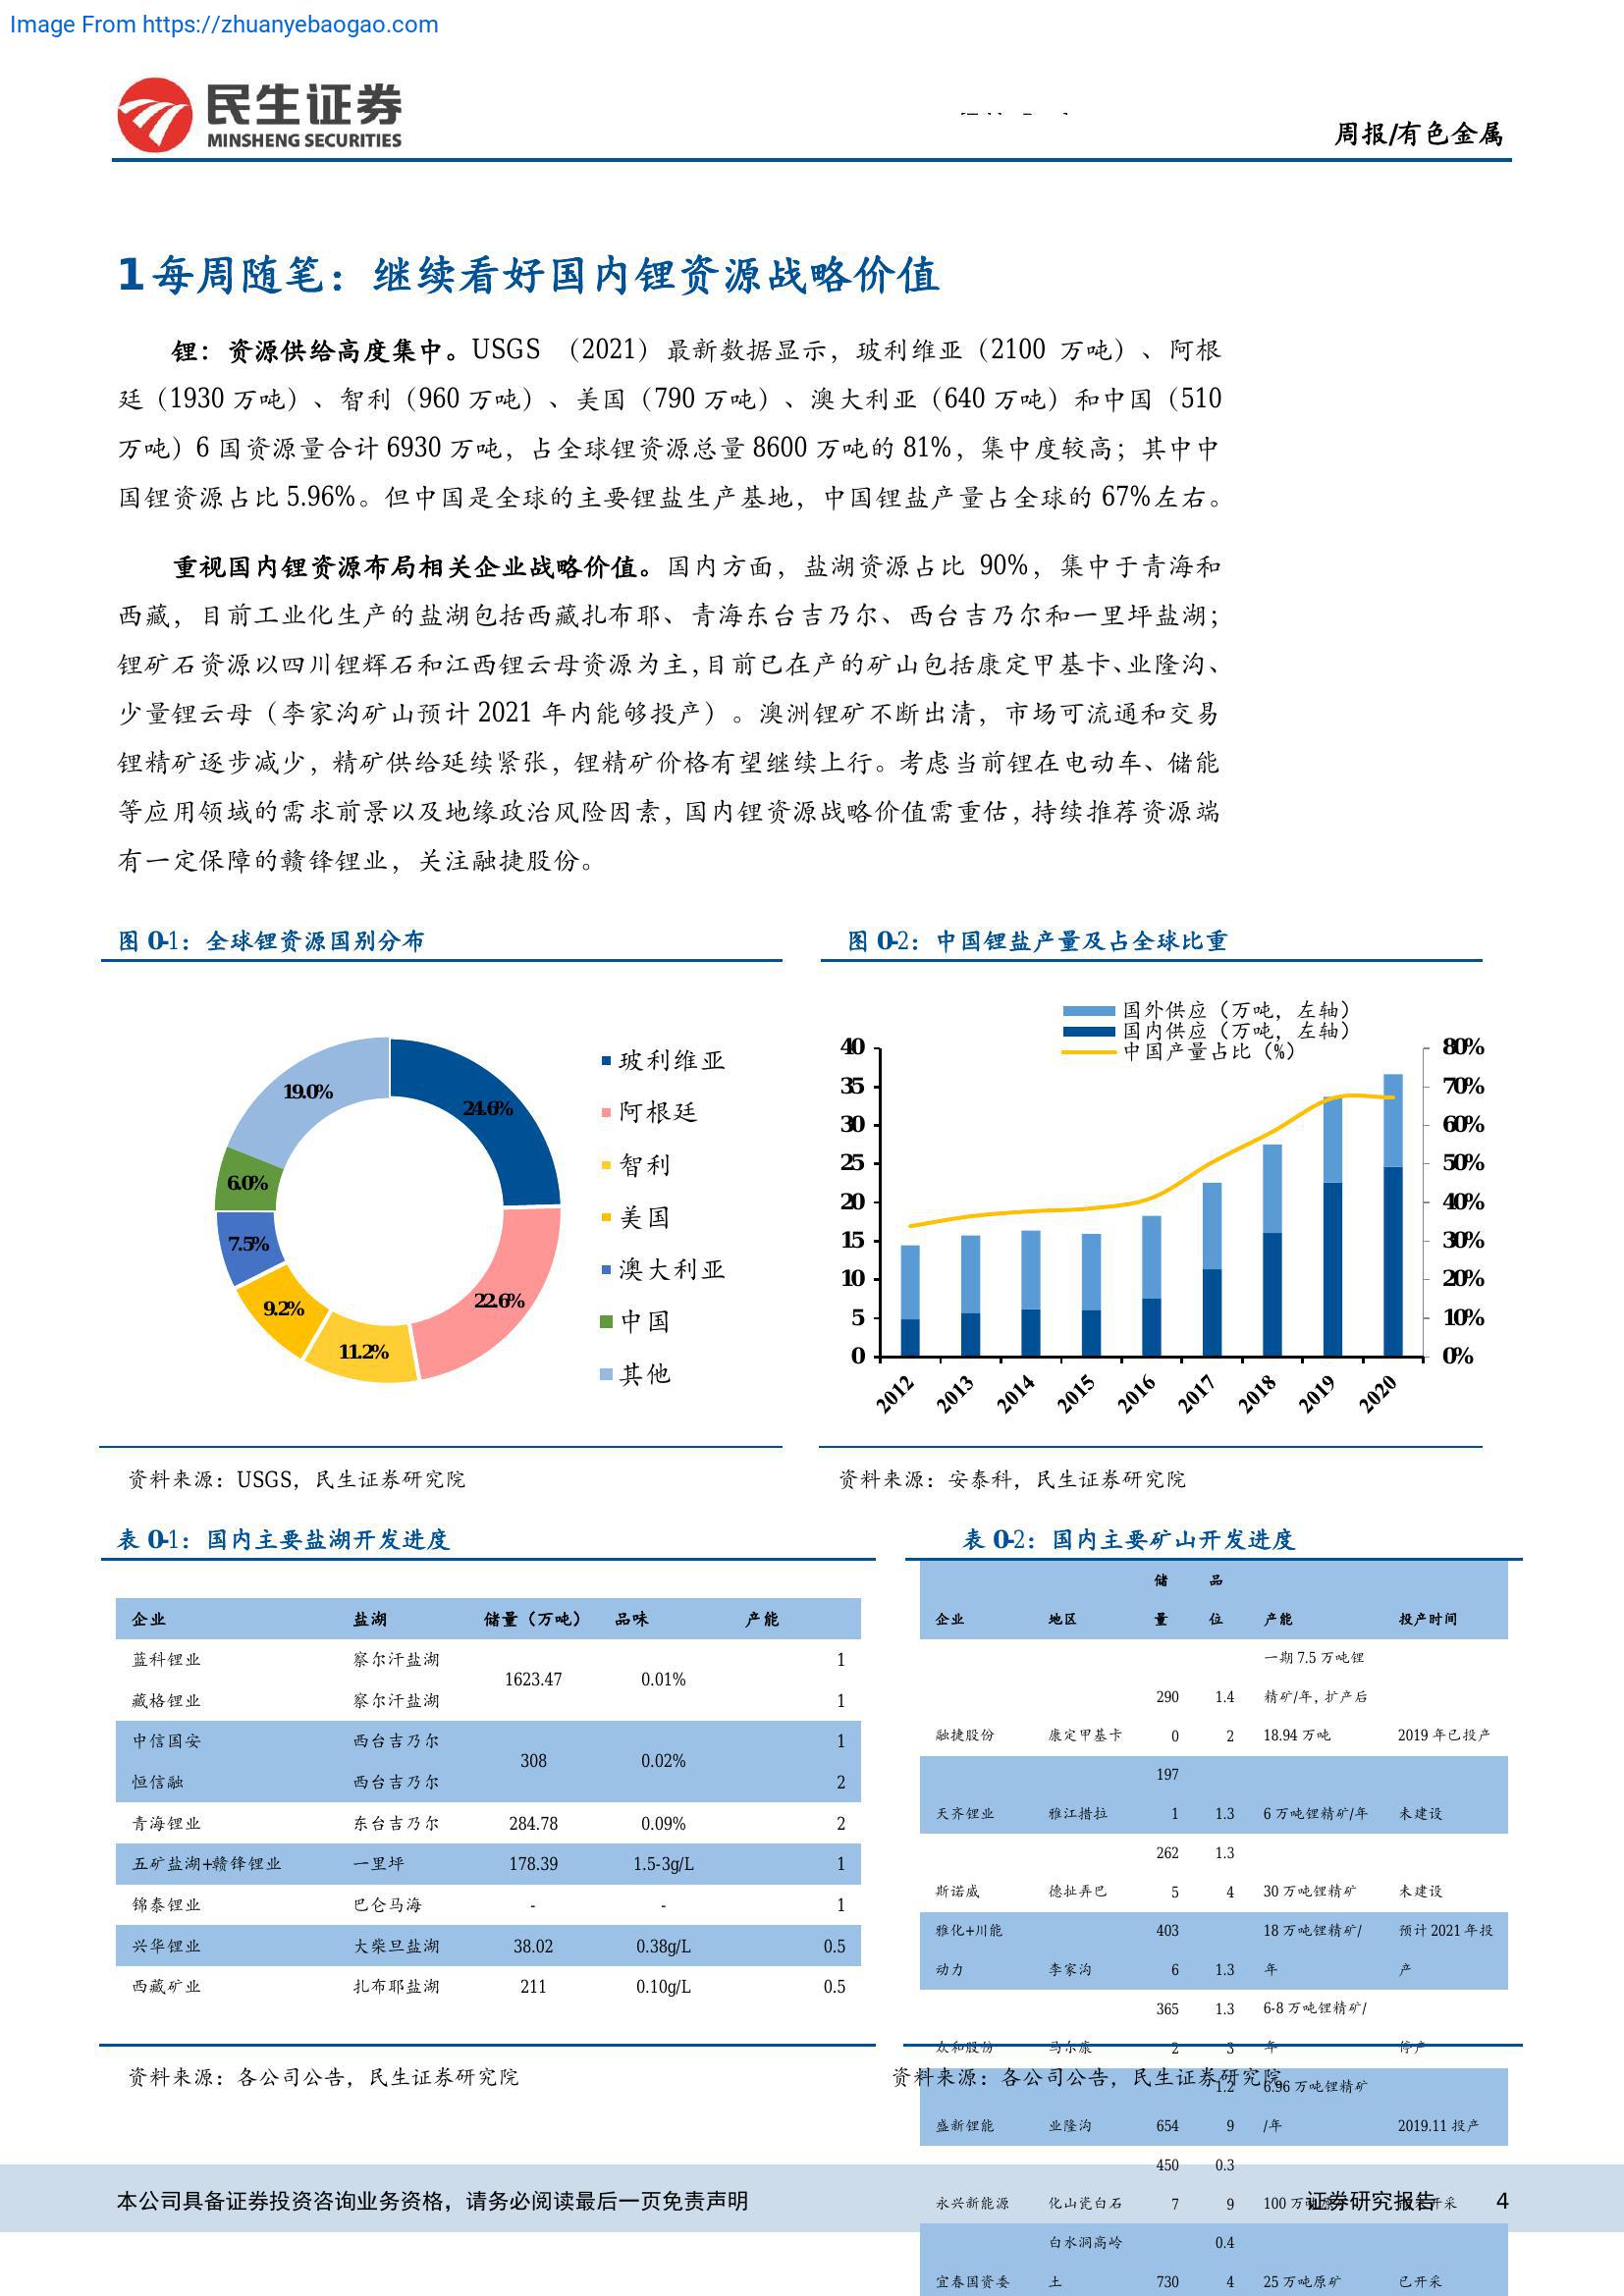 Image From https://zhuanyebaogao.com
民生证券
MINSHENG SECURITIES
周报/有色金属
1每周随笔：继续看好国内锂资源战略价值
锂：资源供给高度集中。USGS （2021）最新数据显示，玻利维亚（2100 万吨）、阿根
廷（1930 万吨）、智利（960 万吨）、美国（790 万吨）、澳大利亚（640 万吨）和中国（510
万吨）6 国资源量合计 6930 万吨，占全球锂资源总量 8600 万吨的 81%，集中度较高；其中中
国锂资源占比 5.96%。但中国是全球的主要锂盐生产基地，中国锂盐产量占全球的 67%左右。
重视国内锂资源布局相关企业战略价值。国内方面，盐湖资源占比 90%，集中于青海和
西藏，目前工业化生产的盐湖包括西藏扎布耶、青海东台吉乃尔、西台吉乃尔和一里坪盐湖；
锂矿石资源以四川锂辉石和江西锂云母资源为主，目前已在产的矿山包括康定甲基卡、业隆沟、
少量锂云母（李家沟矿山预计 2021 年内能够投产）。澳洲锂矿不断出清，市场可流通和交易
锂精矿逐步减少，精矿供给延续紧张，锂精矿价格有望继续上行。考虑当前锂在电动车、储能
等应用领域的需求前景以及地缘政治风险因素，国内锂资源战略价值需重估，持续推荐资源端
有一定保障的赣锋锂业，关注融捷股份。
图 0-1：全球锂资源国别分布
19.0%
24.6%
6.0%
7.5%
22.6%
9.2%
11.2%
玻利维亚
阿根廷
智利
美国
澳大利亚
中国
其他
资料来源：USGS，民生证券研究院
图 0-2：中国锂盐产量及占全球比重
国外供应（万吨，左轴）
国内供应（万吨，左轴）
中国产量占比（%）
40 80%
35 70%
30 60%
25 50%
20 40%
15 30%
10 20%
5 10%
0 0%
2012 2013 2014 2015 2016 2017 2018 2019 2020
资料来源：安泰科，民生证券研究院
表 0-1：国内主要盐湖开发进度
企业 盐湖 储量（万吨） 品味 产能
蓝科锂业 察尔汗盐湖 1
1623.47 0.01%
藏格锂业 察尔汗盐湖 1
中信国安 西台吉乃尔 1
308 0.02%
恒信融 西台吉乃尔 2
青海锂业 东台吉乃尔 284.78 0.09% 2
五矿盐湖+赣锋锂业 一里坪 178.39 1.5-3g/L 1
锦泰锂业 巴仑马海 - - 1
兴华锂业 大柴旦盐湖 38.02 0.38g/L 0.5
西藏矿业 扎布耶盐湖 211 0.10g/L 0.5
资料来源：各公司公告，民生证券研究院
表 0-2：国内主要矿山开发进度
储 品
企业 地区 量 位 产能 投产时间
一期 7.5 万吨锂
290 1.4 精矿/年，扩产后
融捷股份 康定甲基卡 0 2 18.94 万吨 2019 年已投产
197
天齐锂业 雅江措拉 1 1.3 6 万吨锂精矿/年 未建设
262 1.3
斯诺威 德扯弄巴 5 4 30 万吨锂精矿 未建设
雅化+川能 403 18 万吨锂精矿/ 预计 2021 年投
动力 李家沟 6 1.3 年 产
365 1.3 6-8 万吨锂精矿/
众和股份 马尔康 2 3 年 停产
资料来源：各公司公告，民生证券研究院
1.2 6.96 万吨锂精矿
盛新锂能 业隆沟 654 9 /年 2019.11 投产
450 0.3
永兴新能源 化山瓷白石 7 9 100 万 开采
白水洞高岭 0.4
宜春国资委 土 730 4 25 万吨原矿 已开采
本公司具备证券投资咨询业务资格，请务必阅读最后一页免责声明 证券研究报告 4